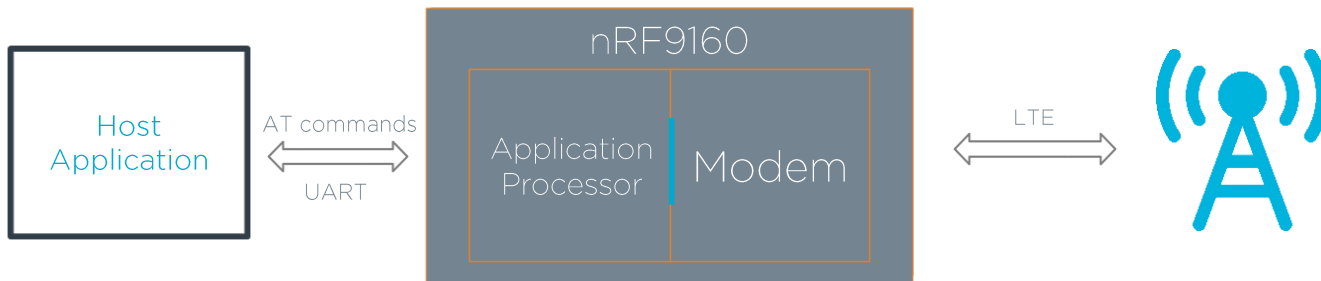 Host
Application
AT commands
UART
nRF9160
Application
Processor
Modem
LTE